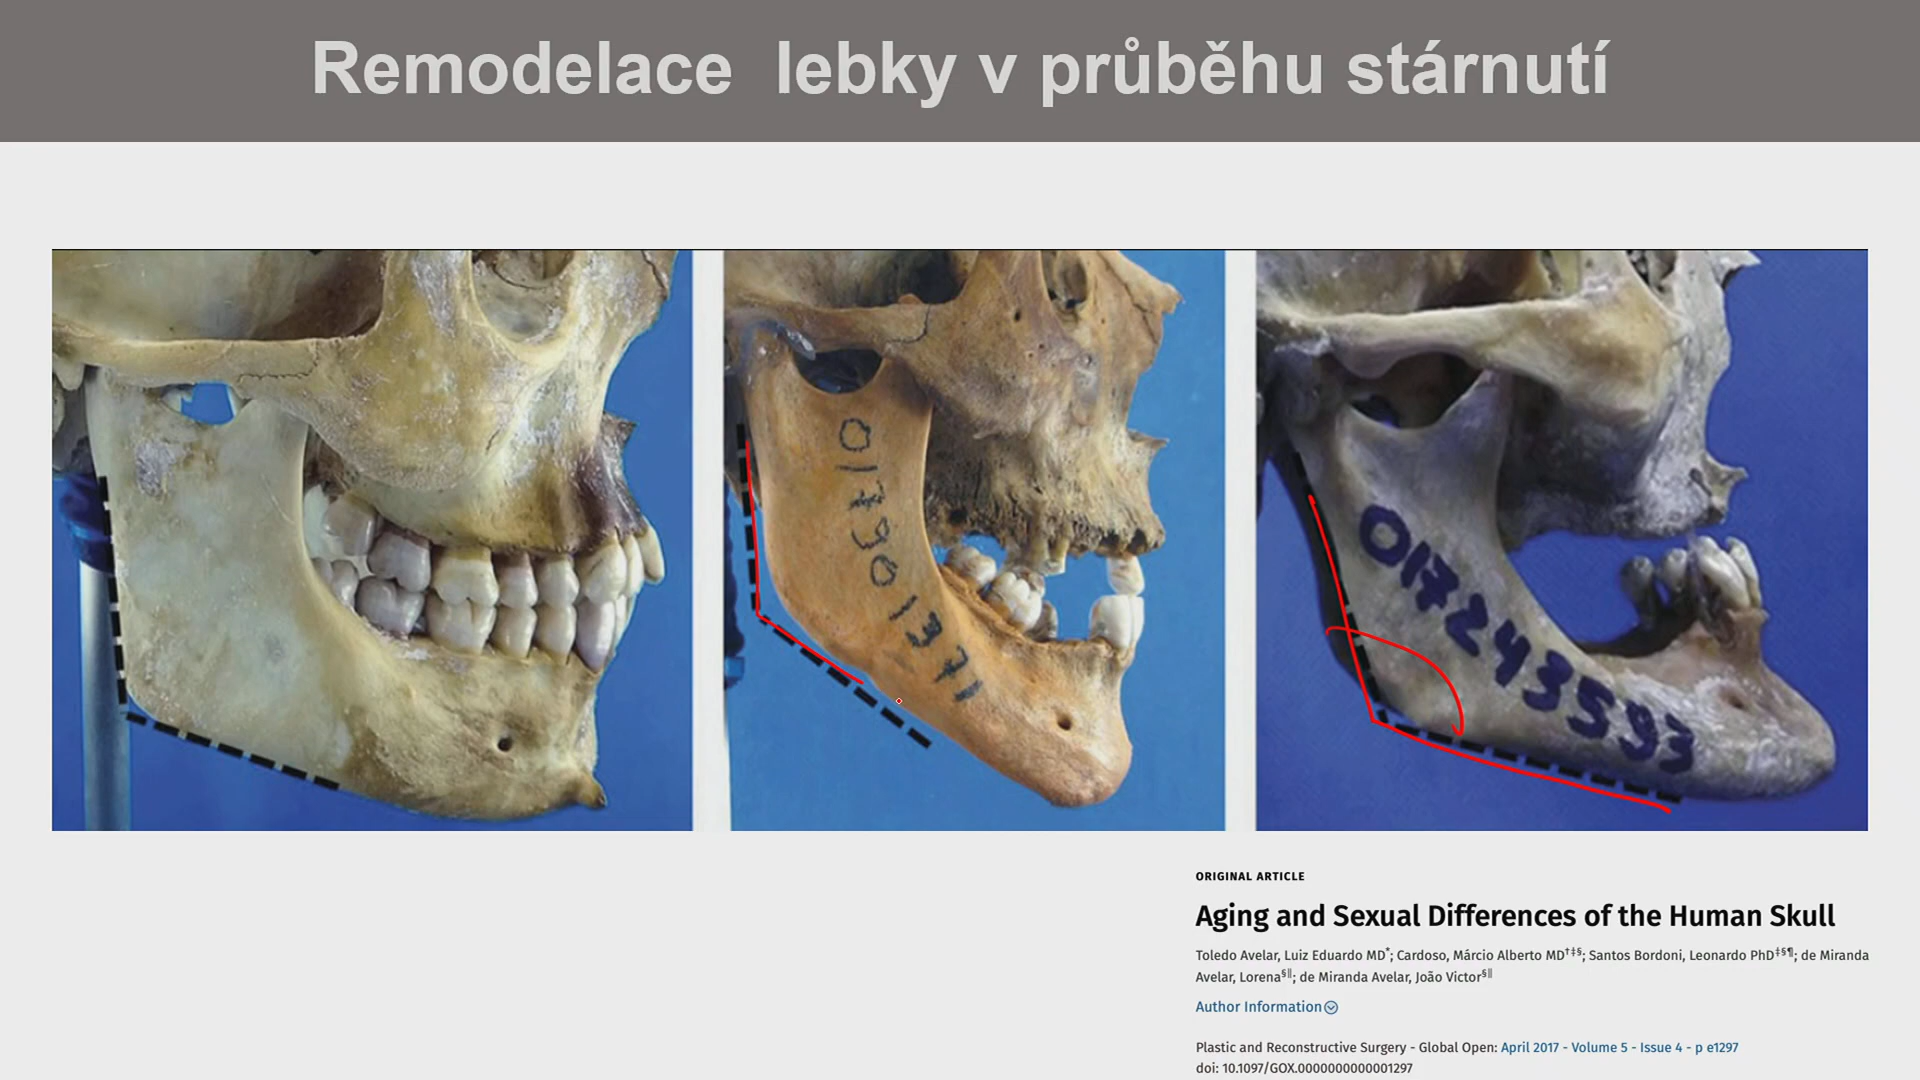 Remodelace  lebky v průběhu stárnutí
017901371
017243593
ORIGINAL ARTICLE
Aging and Sexual Differences of the Human Skull
Toledo Avelar, Luiz Eduardo MD*; Cardoso, Márcio Alberto MD†‡§; Santos Bordoni, Leonardo PhD‡§¶; de Miranda
Avelar, Lorena§∥; de Miranda Avelar, João Victor§∥
Author Information
Plastic and Reconstructive Surgery - Global Open: April 2017 - Volume 5 - Issue 4 - p e1297
doi: 10.1097/GOX.0000000000001297